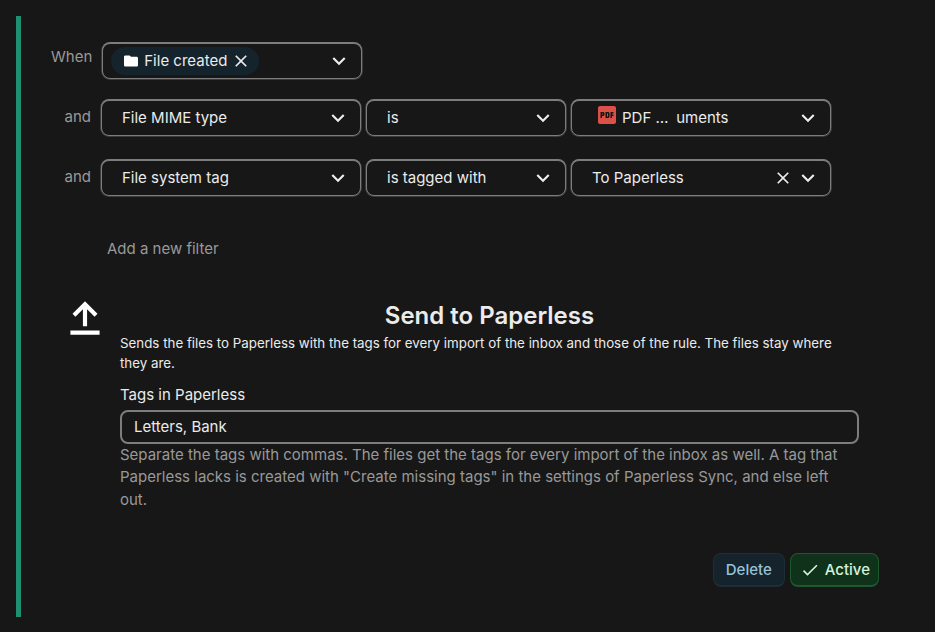 When File created
and File MIME type is PDF PDF ... uments
and File system tag is tagged with To Paperless
Add a new filter
Send to Paperless
Sends the files to Paperless with the tags for every import of the inbox and those of the rule. The files stay where
they are.
Tags in Paperless
Letters, Bank
Separate the tags with commas. The files get the tags for every import of the inbox as well. A tag that
Paperless lacks is created with "Create missing tags" in the settings of Paperless Sync, and else left
out.
Delete Active